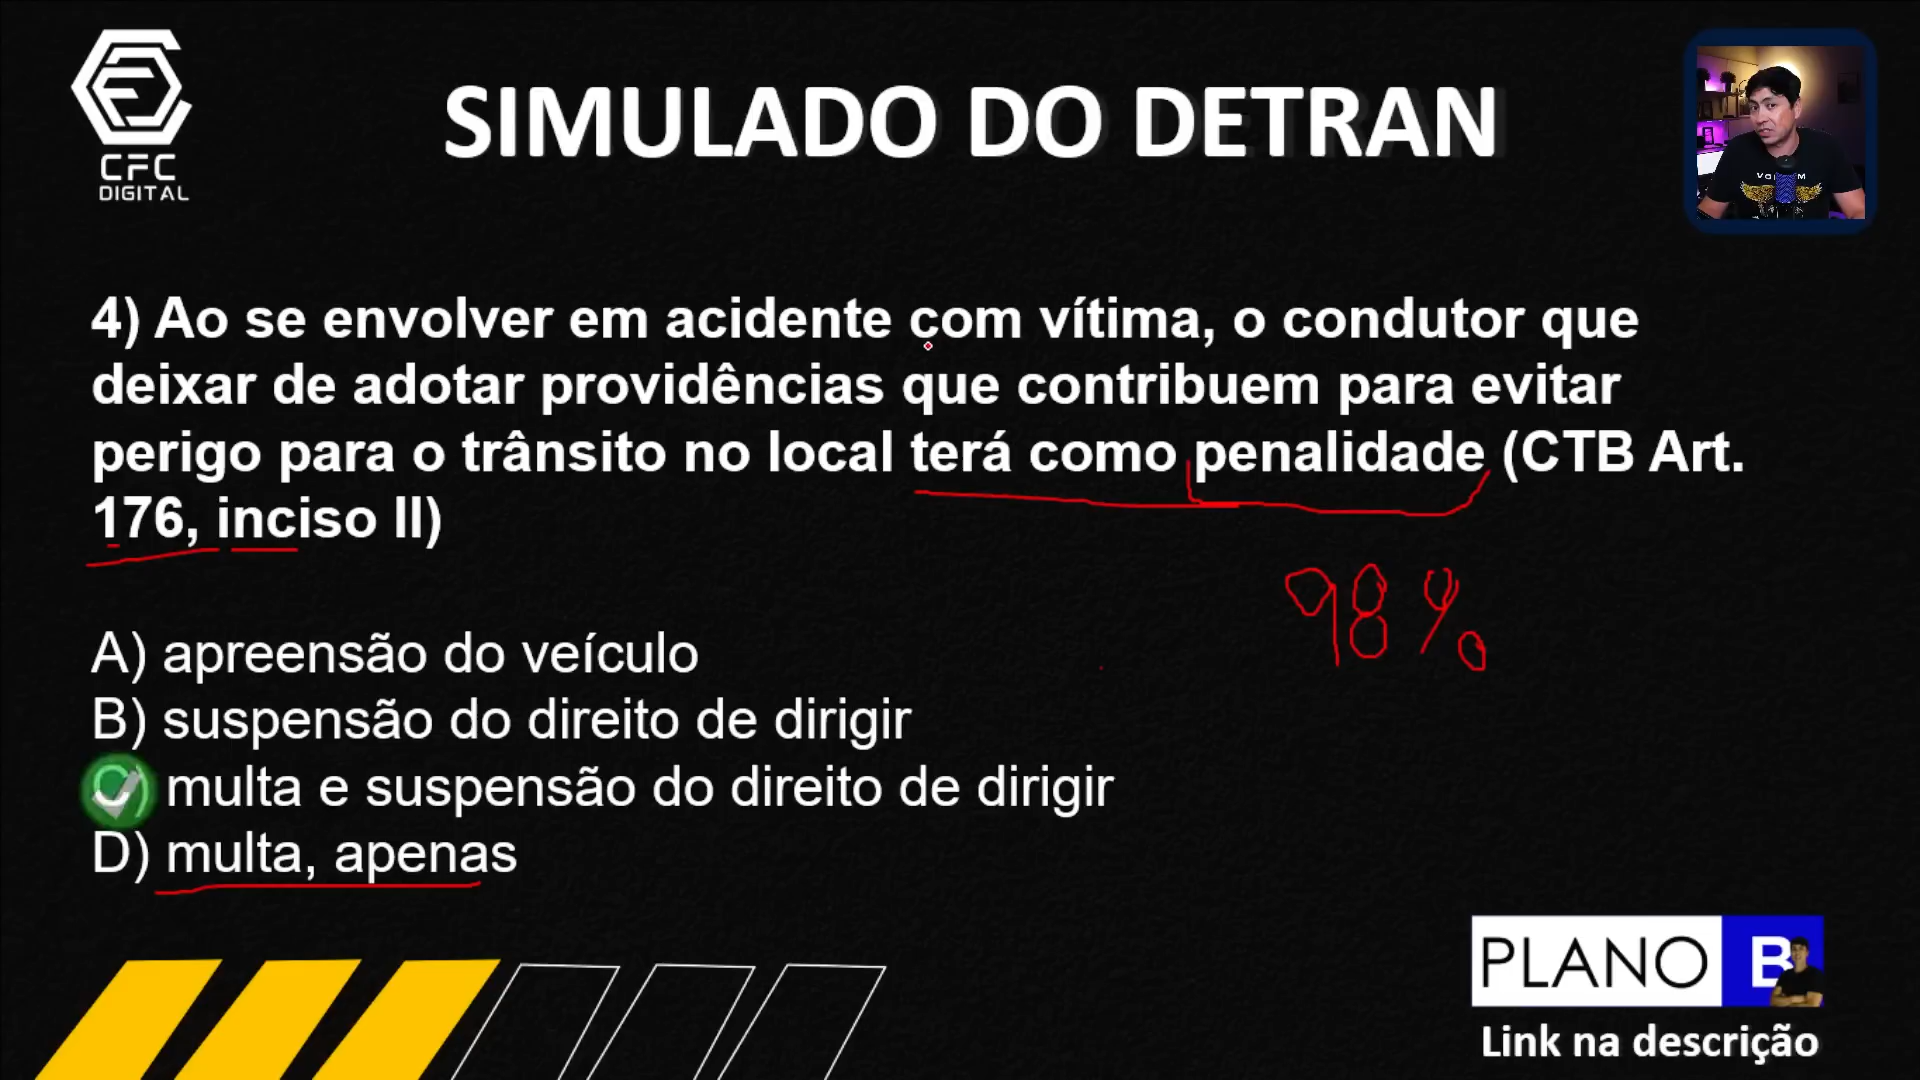 CFC
DIGITAL
SIMULADO DO DETRAN
4) Ao se envolver em acidente com vítima, o condutor que
deixar de adotar providências que contribuem para evitar
perigo para o trânsito no local terá como penalidade (CTB Art.
176, inciso II)
98%
A) apreensão do veículo
B) suspensão do direito de dirigir
multa e suspensão do direito de dirigir
D) multa, apenas
PLANO B
Link na descrição